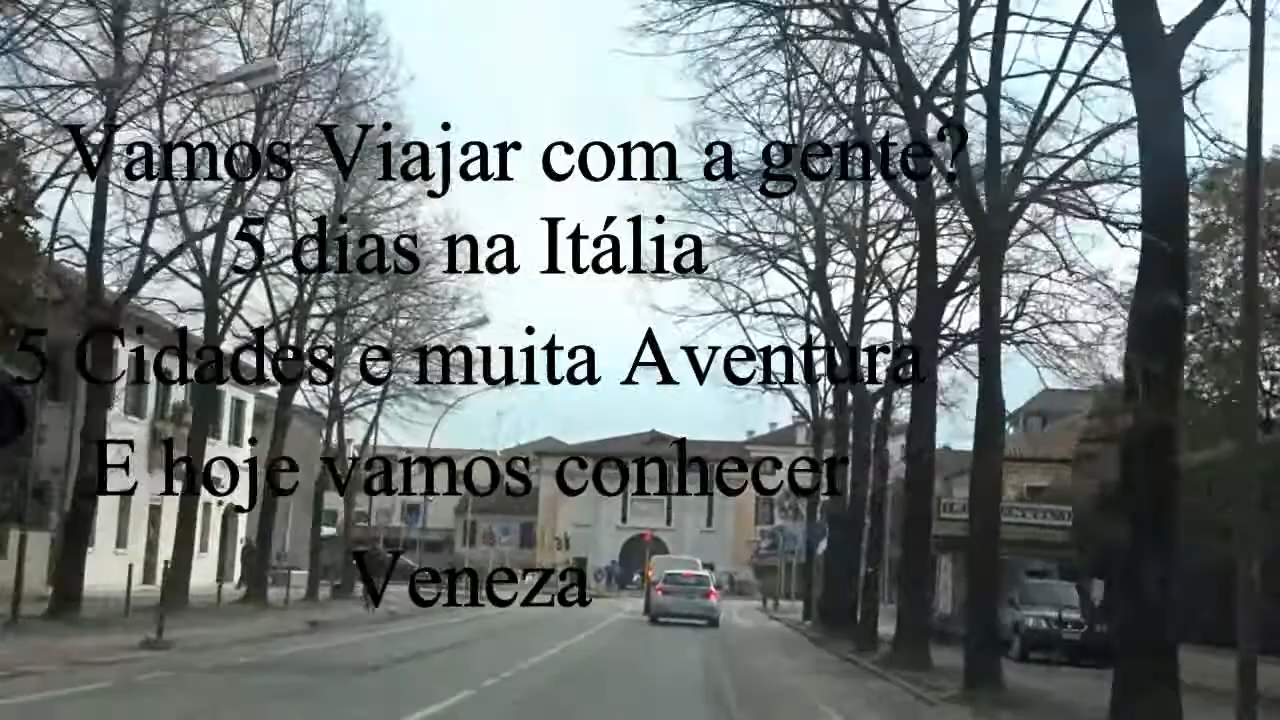 Vamos Viajar com a gente?
5 dias na Itália
5 Cidades e muita Aventura
E hoje vamos conhecer
Veneza